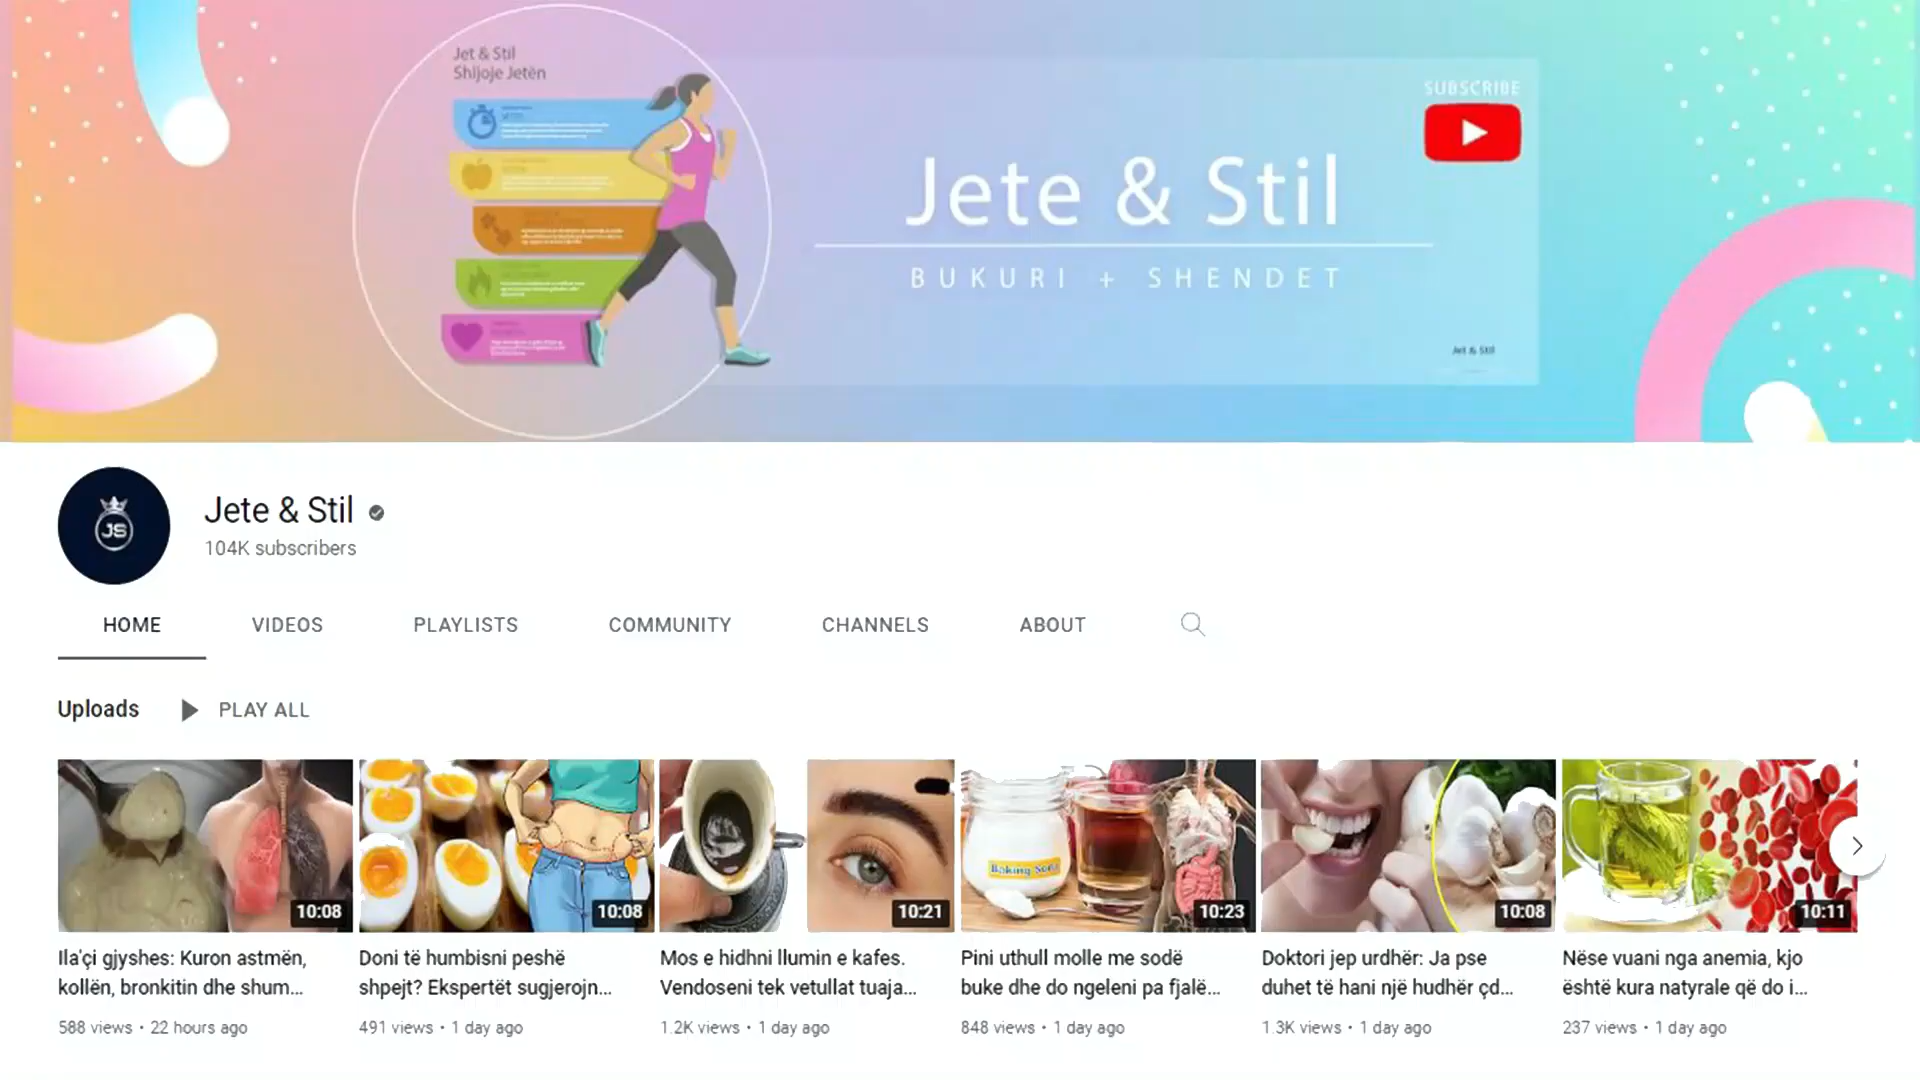 Jet & Stil
Shijoje Jetën
SUBSCRIBE
Jete & Stil
BUKURI + SHENDET
Jet & Stil
JS
Jete & Stil
104K subscribers
HOME
VIDEOS
PLAYLISTS
COMMUNITY
CHANNELS
ABOUT
Uploads
PLAY ALL
10:08
10:08
10:21
Baking Soda
10:23
10:08
10:11
Ila'çi gjyshes: Kuron astmën,
kollën, bronkitin dhe shum...
588 views • 22 hours ago
Doni të humbisni peshë
shpejt? Ekspertët sugjerojn...
491 views • 1 day ago
Mos e hidhni llumin e kafes.
Vendoseni tek vetullat tuaja...
1.2K views • 1 day ago
Pini uthull molle me sodë
buke dhe do ngeleni pa fjalë...
848 views • 1 day ago
Doktori jep urdhër: Ja pse
duhet të hani një hudhër çd...
1.3K views • 1 day ago
Nëse vuani nga anemia, kjo
është kura natyrale që do i...
237 views • 1 day ago